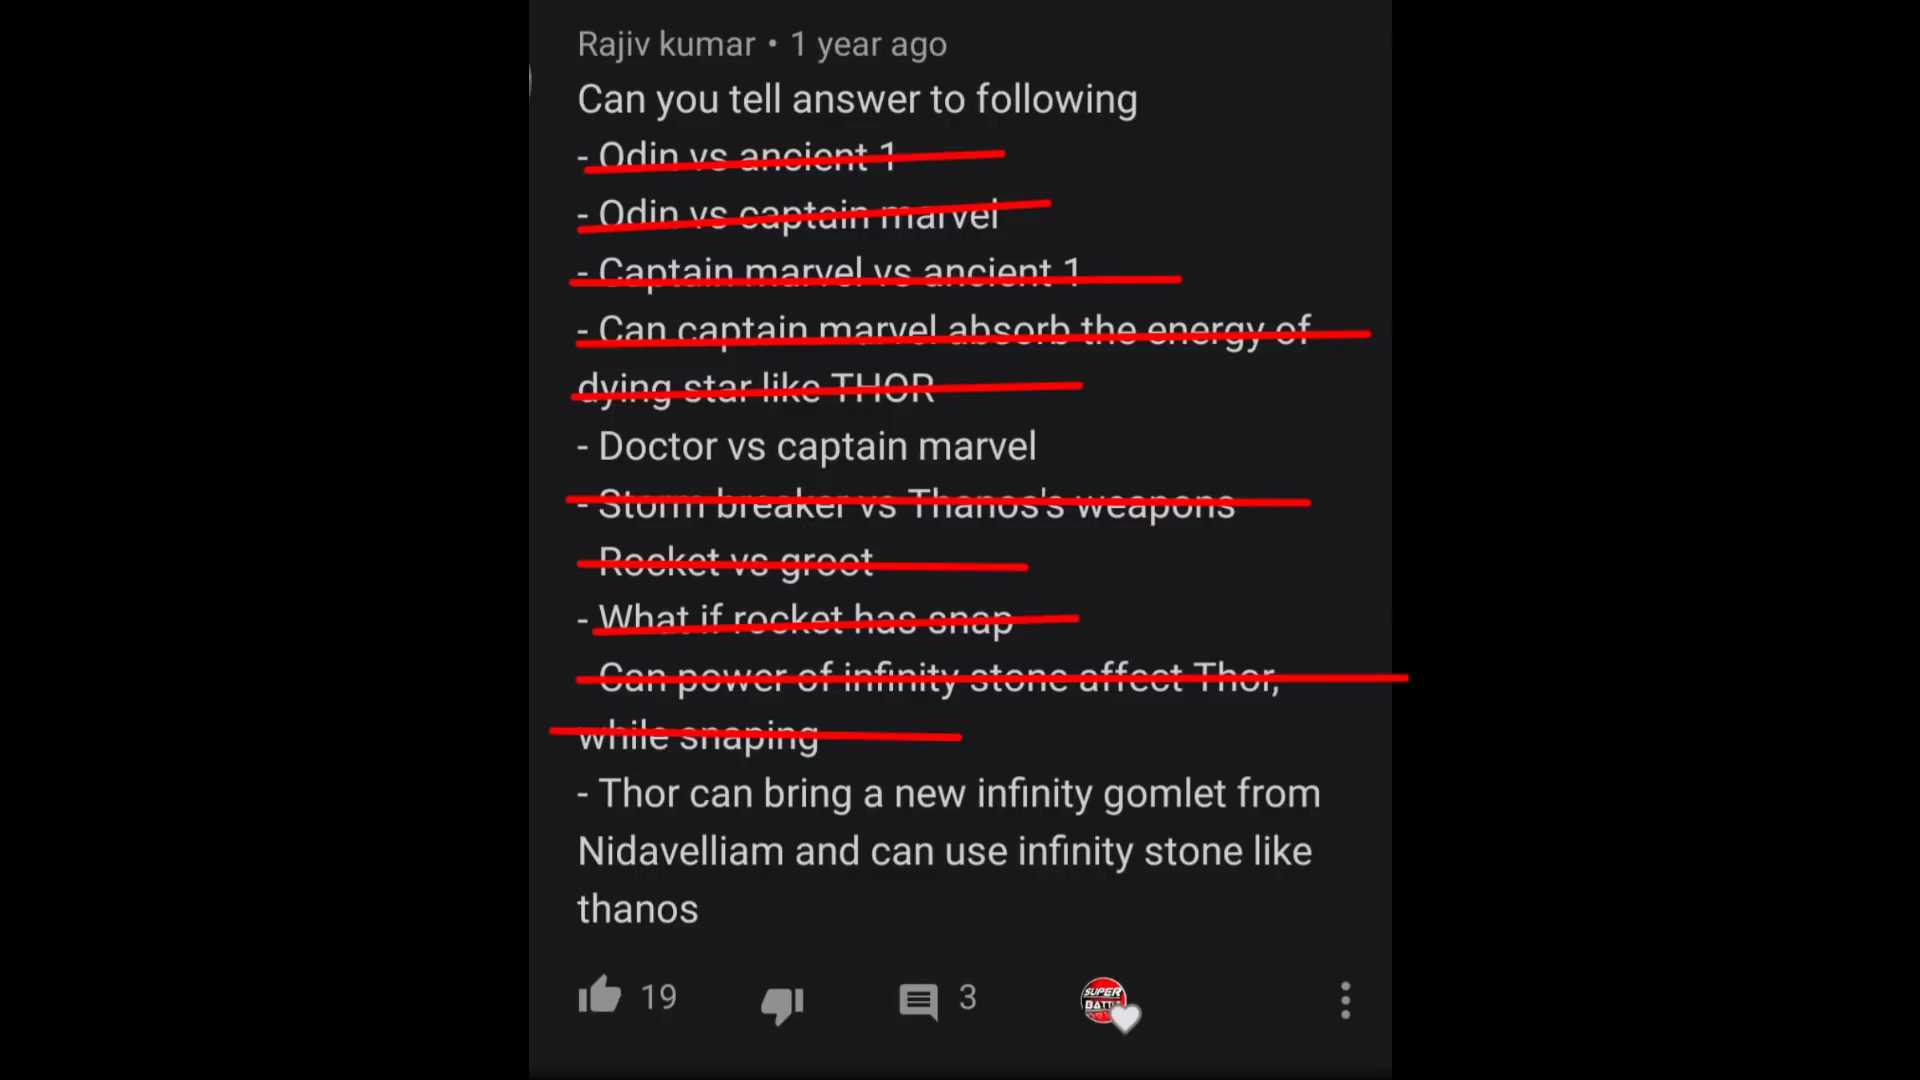 Rajiv kumar • 1 year ago
Can you tell answer to following
- Odin vs ancient 1
- Odin vs captain marvel
- Captain marvel vs ancient 1
- Can captain marvel absorb the energy of
dying star like THOR
- Doctor vs captain marvel
- Storm breaker vs Thanos's weapons
- Rocket vs groot
- What if rocket has snap
- Can power of infinity stone affect Thor,
while snaping
- Thor can bring a new infinity gomlet from
Nidavelliam and can use infinity stone like
thanos
19 3
SUPER